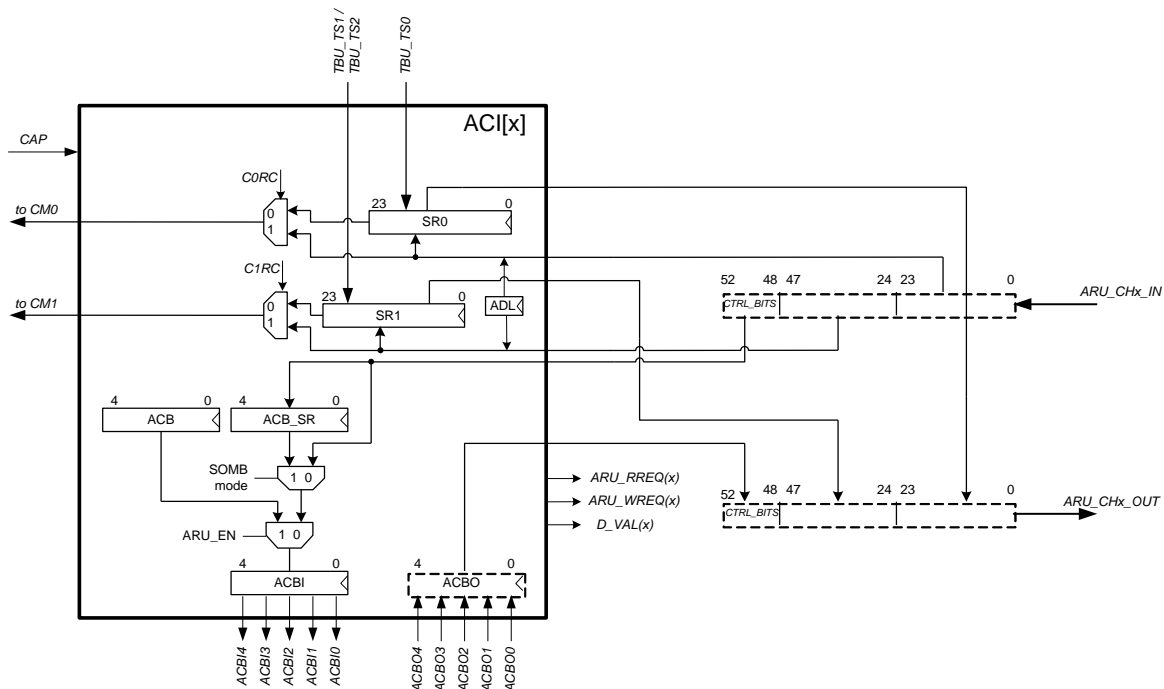 TBU_TS1 /
TBU_TS2
TBU_TS0
ACI[x]
CAP
C0RC
23 0
to CM0
0
1
SR0
C1RC
52 48 47 24 23 0
ARU_CHx_IN
CTRL_BITS
23 0
to CM1
0
1
SR1
ADL
4 0
ACB
4 0
ACB_SR
SOMB
mode
1 0
ARU_RREQ(x)
ARU_WREQ(x)
D_VAL(x)
52 48 47 24 23 0
ARU_CHx_OUT
CTRL_BITS
ARU_EN
1 0
4 0
ACBI
4 0
ACBO
ACBI4
ACBI3
ACBI2
ACBI1
ACBI0
ACBO4
ACBO3
ACBO2
ACBO1
ACBO0